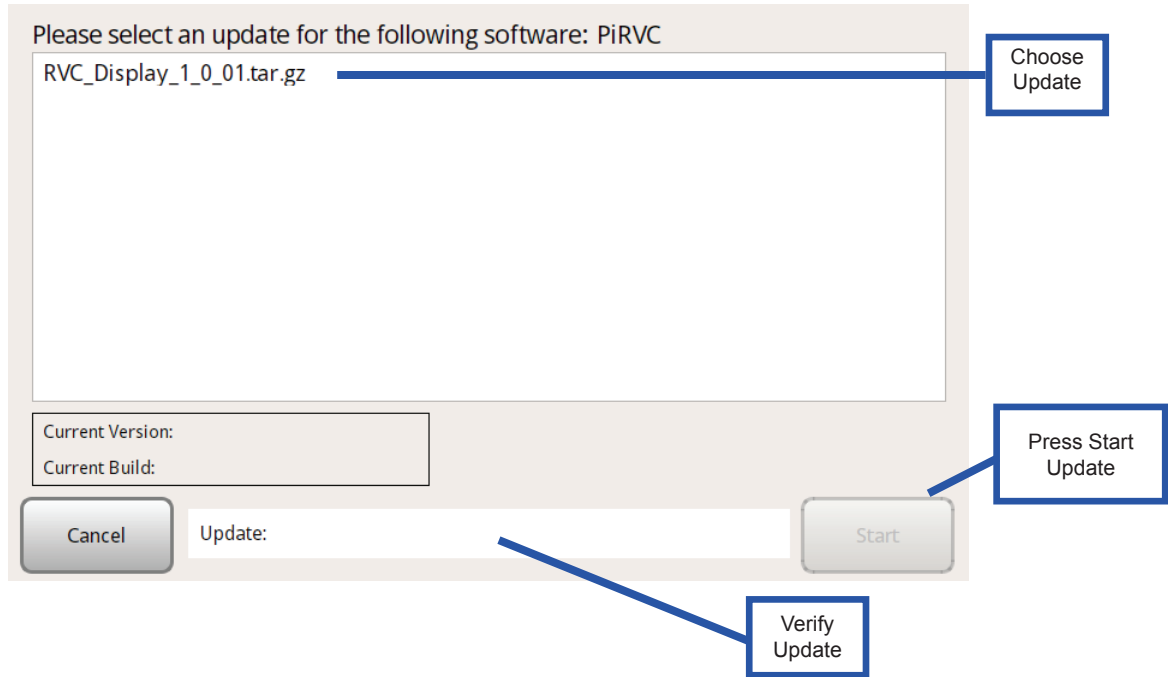 Please select an update for the following software: PiRVC
RVC_Display_1_0_01.tar.gz
Choose
Update
Current Version:
Current Build:
Press Start
Update
Cancel
Update:
Start
Verify
Update